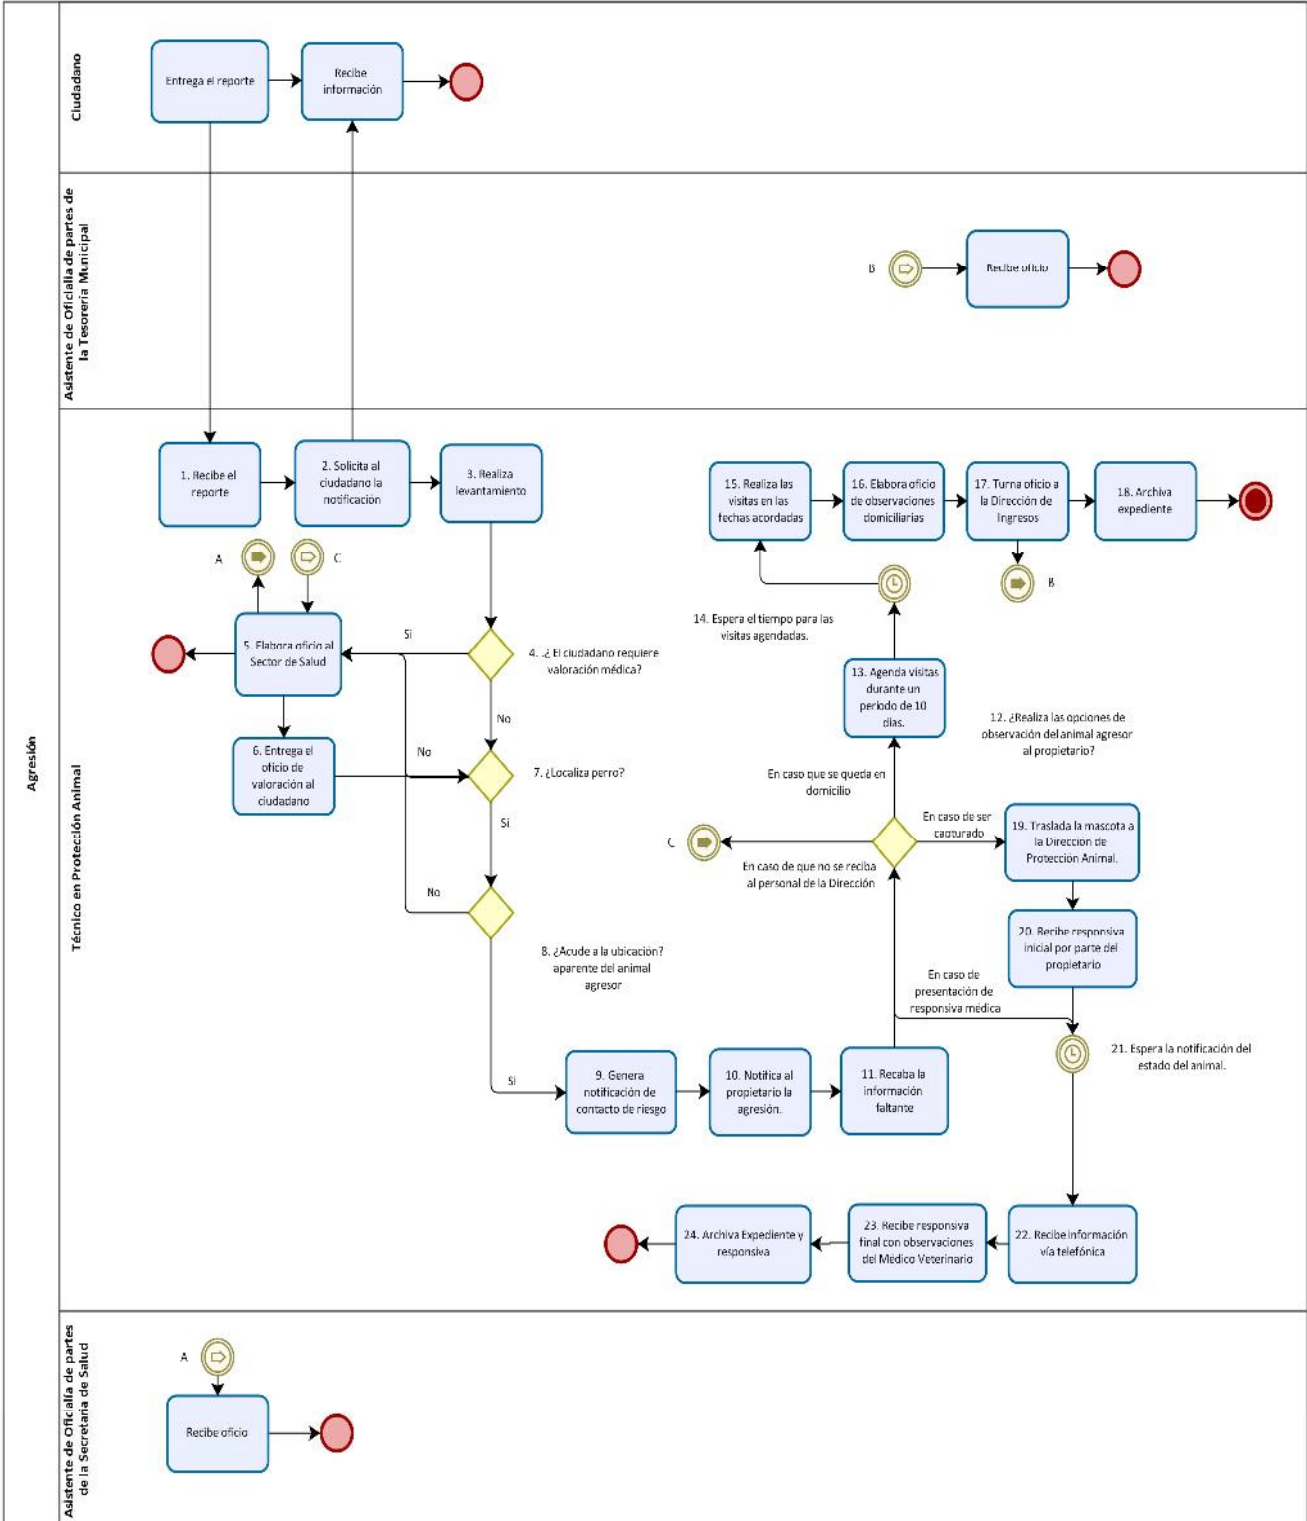 Agresión
Ciudadano
Entrega el reporte
Recibe
información
Asistente de Oficialía de partes de
la Tesorería Municipal
B
Recibe oficio
Técnico en Protección Animal
1. Recibe el
reporte
2. Solicita al
ciudadano la
notificación
3. Realiza
levantamiento
15. Realiza las
visitas en las
fechas acordadas
16. Elabora oficio
de observaciones
domiciliarias
17. Turna oficio a
la Dirección de
Ingresos
18. Archiva
expediente
A
C
B
14. Espera el tiempo para las
visitas agendadas.
5. Elabora oficio al
Sector de Salud
Si
4. .¿ El ciudadano requiere
valoración médica?
No
13. Agenda visitas
durante un
periodo de 10
días.
12. ¿Realiza las opciones de
observación del animal agresor
al propietario?
6. Entrega el
oficio de
valoración al
ciudadano
No
7. ¿Localiza perro?
Si
En caso que se queda en
domicilio
En caso de ser
capturado
19. Traslada la mascota a
la Dirección de
Protección Animal.
C
En caso de que no se reciba
al personal de la Dirección
No
8. ¿Acude a la ubicación?
aparente del animal
agresor
20. Recibe responsiva
inicial por parte del
propietario
En caso de
presentación de
responsiva médica
21. Espera la notificación del
estado del animal.
Si
9. Genera
notificación de
contacto de riesgo
10. Notifica al
propietario la
agresión.
11. Recaba la
información
faltante
24. Archiva Expediente y
responsiva
23. Recibe responsiva
final con observaciones
del Médico Veterinario
22. Recibe información
vía telefónica
Asistente de Oficialía de partes
de la Secretaria de Salud
A
Recibe oficio